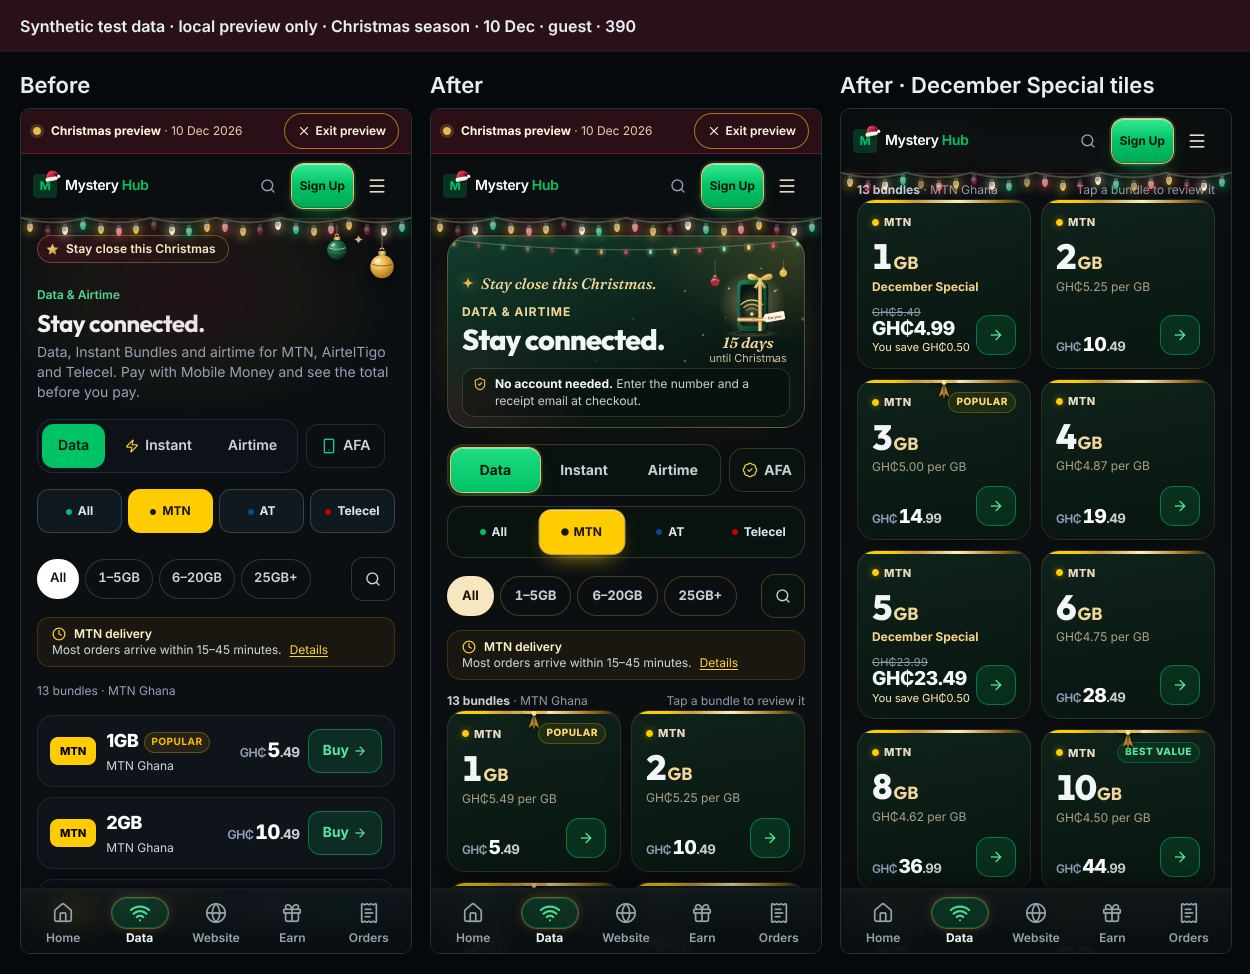 Synthetic test data · local preview only · Christmas season · 10 Dec · guest · 390
Before
Christmas preview · 10 Dec 2026
Exit preview
M
Mystery Hub
Sign Up
Stay close this Christmas
Data & Airtime
Stay connected.
Data, Instant Bundles and airtime for MTN, AirtelTigo
and Telecel. Pay with Mobile Money and see the total
before you pay.
Data
Instant
Airtime
AFA
All
MTN
AT
Telecel
All
1–5GB
6–20GB
25GB+
MTN delivery
Most orders arrive within 15–45 minutes. Details
13 bundles · MTN Ghana
MTN
1GB POPULAR
MTN Ghana
GH₵5.49
Buy →
MTN
2GB
MTN Ghana
GH₵10.49
Buy →
Home
Data
Website
Earn
Orders
After
Christmas preview · 10 Dec 2026
Exit preview
M
Mystery Hub
Sign Up
Stay close this Christmas.
DATA & AIRTIME
Stay connected.
For you
15 days
until Christmas
No account needed. Enter the number and a
receipt email at checkout.
Data
Instant
Airtime
AFA
All
MTN
AT
Telecel
All
1–5GB
6–20GB
25GB+
MTN delivery
Most orders arrive within 15–45 minutes. Details
13 bundles · MTN Ghana
Tap a bundle to review it
MTN
POPULAR
1GB
GH₵5.49 per GB
GH₵5.49
MTN
2GB
GH₵5.25 per GB
GH₵10.49
Home
Data
Website
Earn
Orders
After · December Special tiles
M
Mystery Hub
Sign Up
13 bundles · MTN Ghana
Tap a bundle to review it
MTN
1GB
December Special
GH₵5.49
GH₵4.99
You save GH₵0.50
MTN
2GB
GH₵5.25 per GB
GH₵10.49
MTN
POPULAR
3GB
GH₵5.00 per GB
GH₵14.99
MTN
4GB
GH₵4.87 per GB
GH₵19.49
MTN
5GB
December Special
GH₵23.99
GH₵23.49
You save GH₵0.50
MTN
6GB
GH₵4.75 per GB
GH₵28.49
MTN
8GB
GH₵4.62 per GB
GH₵36.99
MTN
BEST VALUE
10GB
GH₵4.50 per GB
GH₵44.99
Home
Data
Website
Earn
Orders